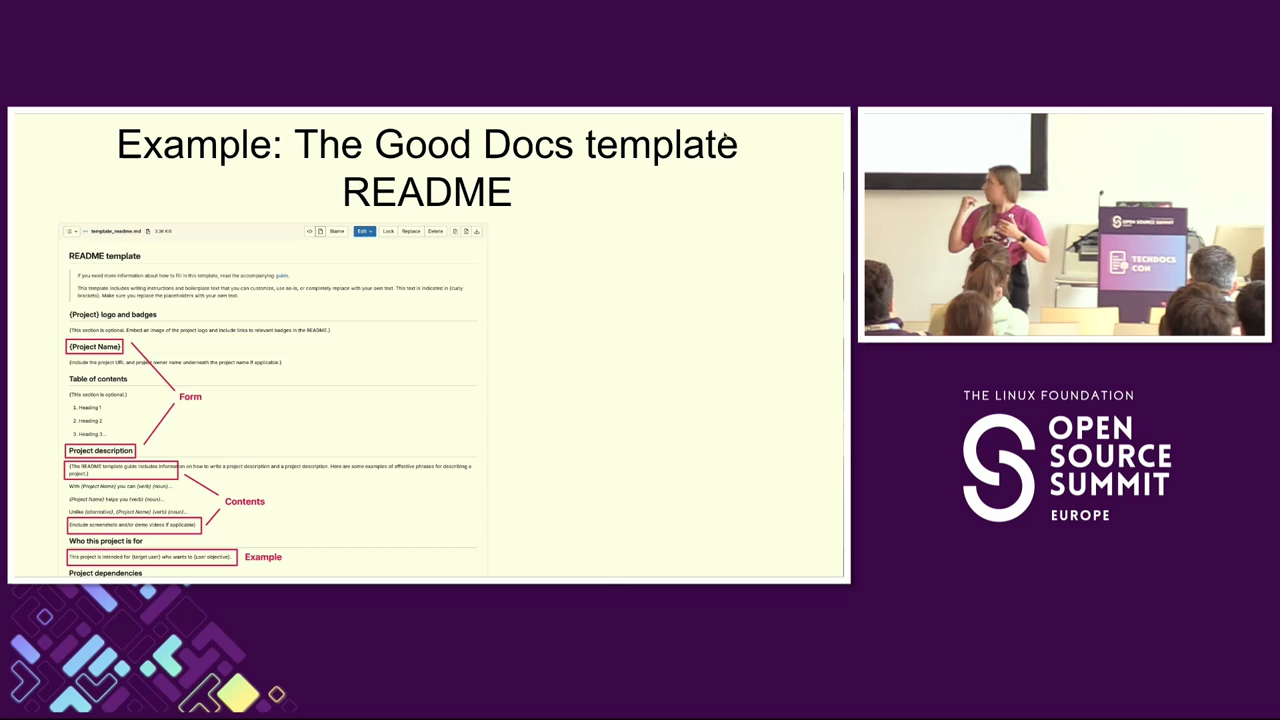 Example: The Good Docs template
README
template_readme.md
3.38 KiB
Blame
Edit
Lock
Replace
Delete
README template
If you need more information about how to fill in this template, read the accompanying guide.
This template includes writing instructions and boilerplate text that you can customize, use as-is, or completely replace with your own text. This text is indicated in {curly
brackets}. Make sure you replace the placeholders with your own text.
{Project} logo and badges
{This section is optional. Embed an image of the project logo and include links to relevant badges in the README.}
{Project Name}
{Include the project URL and project owner name underneath the project name if applicable.}
Table of contents
{This section is optional.}
1. Heading 1
2. Heading 2
3. Heading 3...
Form
Project description
{The README template guide includes information on how to write a project description and a project description. Here are some examples of effective phrases for describing a
project.}
With {Project Name} you can {verb} {noun}...
{Project Name} helps you {verb} {noun}...
Unlike {alternative}, {Project Name} {verb} {noun}...
{Include screenshots and/or demo videos if applicable}
Contents
Who this project is for
This project is intended for {target user} who wants to {user objective}.
Example
Project dependencies
OPEN SOURCE SUMMIT
TECHDOCS
CON
THE LINUX FOUNDATION
OPEN
SOURCE
SUMMIT
EUROPE